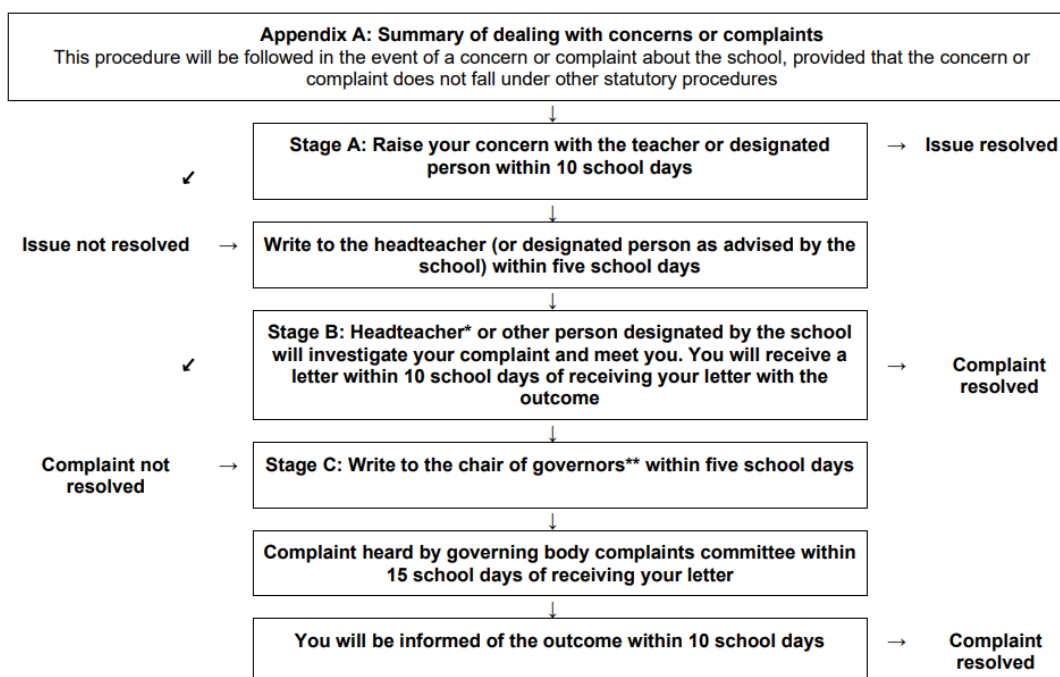 Appendix A: Summary of dealing with concerns or complaints
This procedure will be followed in the event of a concern or complaint about the school, provided that the concern or
complaint does not fall under other statutory procedures
↓
Stage A: Raise your concern with the teacher or designated
person within 10 school days
→ Issue resolved
↙
↓
Issue not resolved →
Write to the headteacher (or designated person as advised by the
school) within five school days
↓
Stage B: Headteacher* or other person designated by the school
will investigate your complaint and meet you. You will receive a
letter within 10 school days of receiving your letter with the
outcome
↙
→ Complaint
resolved
↓
Complaint not →
resolved
Stage C: Write to the chair of governors** within five school days
↓
Complaint heard by governing body complaints committee within
15 school days of receiving your letter
↓
You will be informed of the outcome within 10 school days
→ Complaint
resolved